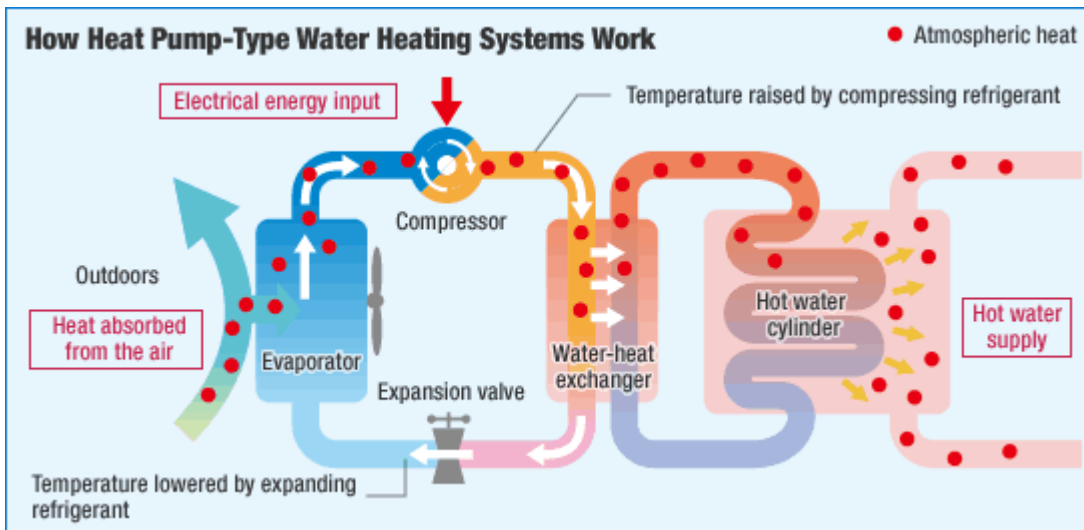 How Heat Pump-Type Water Heating Systems Work
Atmospheric heat
Electrical energy input
Temperature raised by compressing refrigerant
Compressor
Outdoors
Heat absorbed
from the air
Evaporator
Expansion valve
Water-heat
exchanger
Hot water
cylinder
Hot water
supply
Temperature lowered by expanding
refrigerant